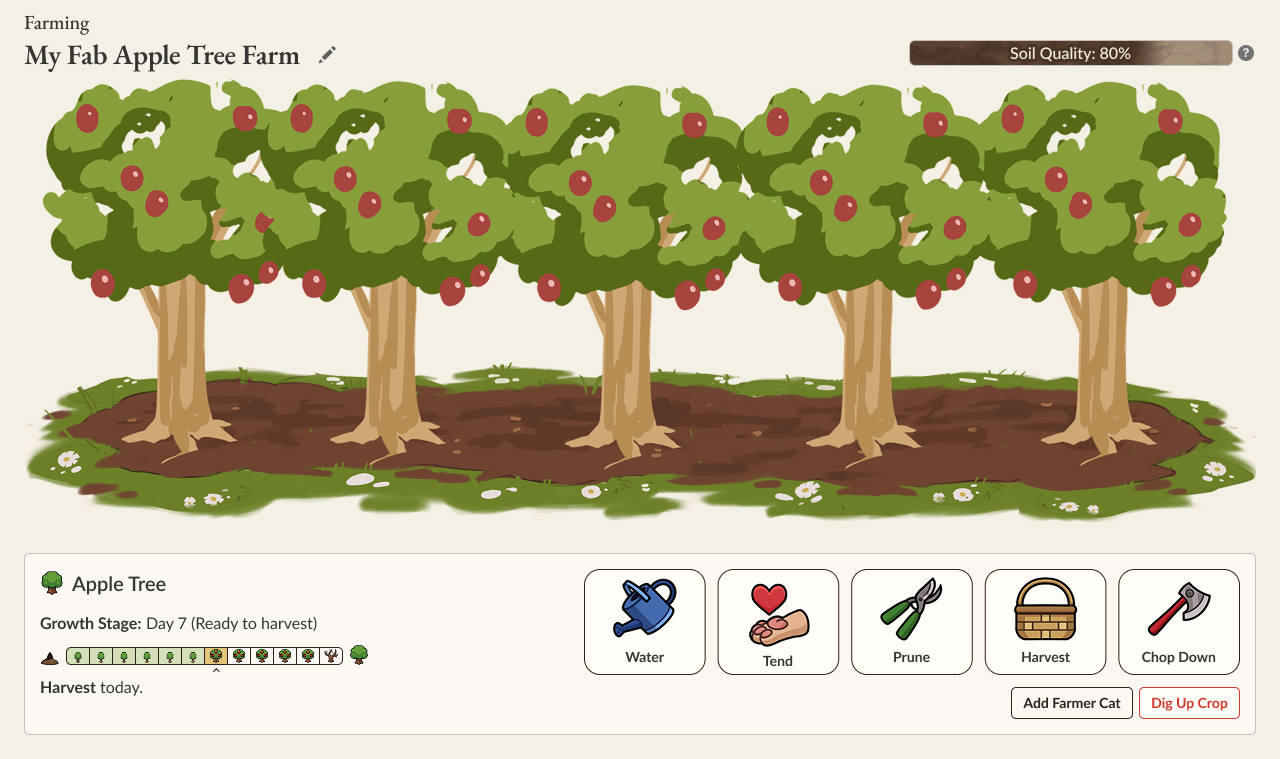 Farming
My Fab Apple Tree Farm
Soil Quality: 80%
?
Apple Tree
Growth Stage: Day 7 (Ready to harvest)
Harvest today.
Water
Tend
Prune
Harvest
Chop Down
Add Farmer Cat
Dig Up Crop